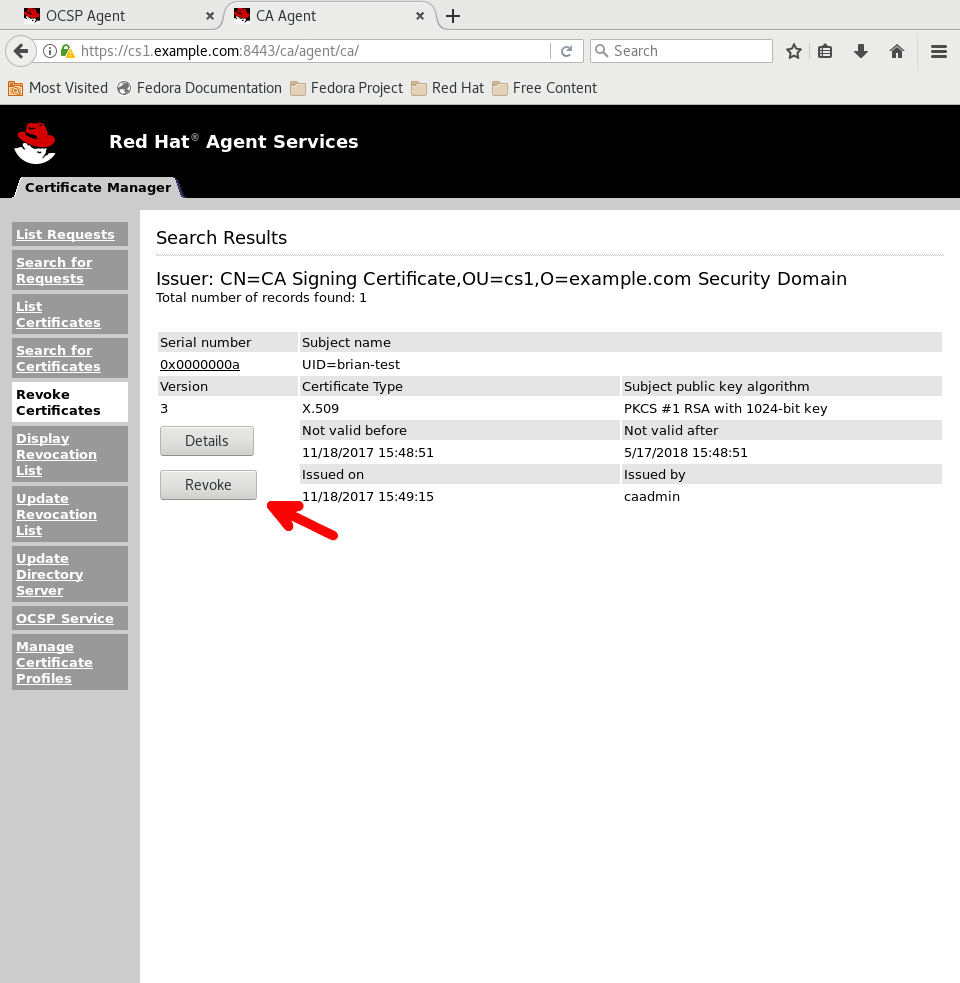 OCSP Agent
CA Agent
https://cs1.example.com:8443/ca/agent/ca/
Search
Most Visited
Fedora Documentation
Fedora Project
Red Hat
Free Content
Red Hat® Agent Services
Certificate Manager
List Requests
Search for
Requests
List
Certificates
Search for
Certificates
Revoke
Certificates
Display
Revocation
List
Update
Revocation
List
Update
Directory
Server
OCSP Service
Manage
Certificate
Profiles
Search Results
Issuer: CN=CA Signing Certificate,OU=cs1,O=example.com Security Domain
Total number of records found: 1
Serial number Subject name
0x0000000a UID=brian-test
Version Certificate Type Subject public key algorithm
3 X.509 PKCS #1 RSA with 1024-bit key
Details Not valid before Not valid after
11/18/2017 15:48:51 5/17/2018 15:48:51
Revoke Issued on Issued by
11/18/2017 15:49:15 caadmin